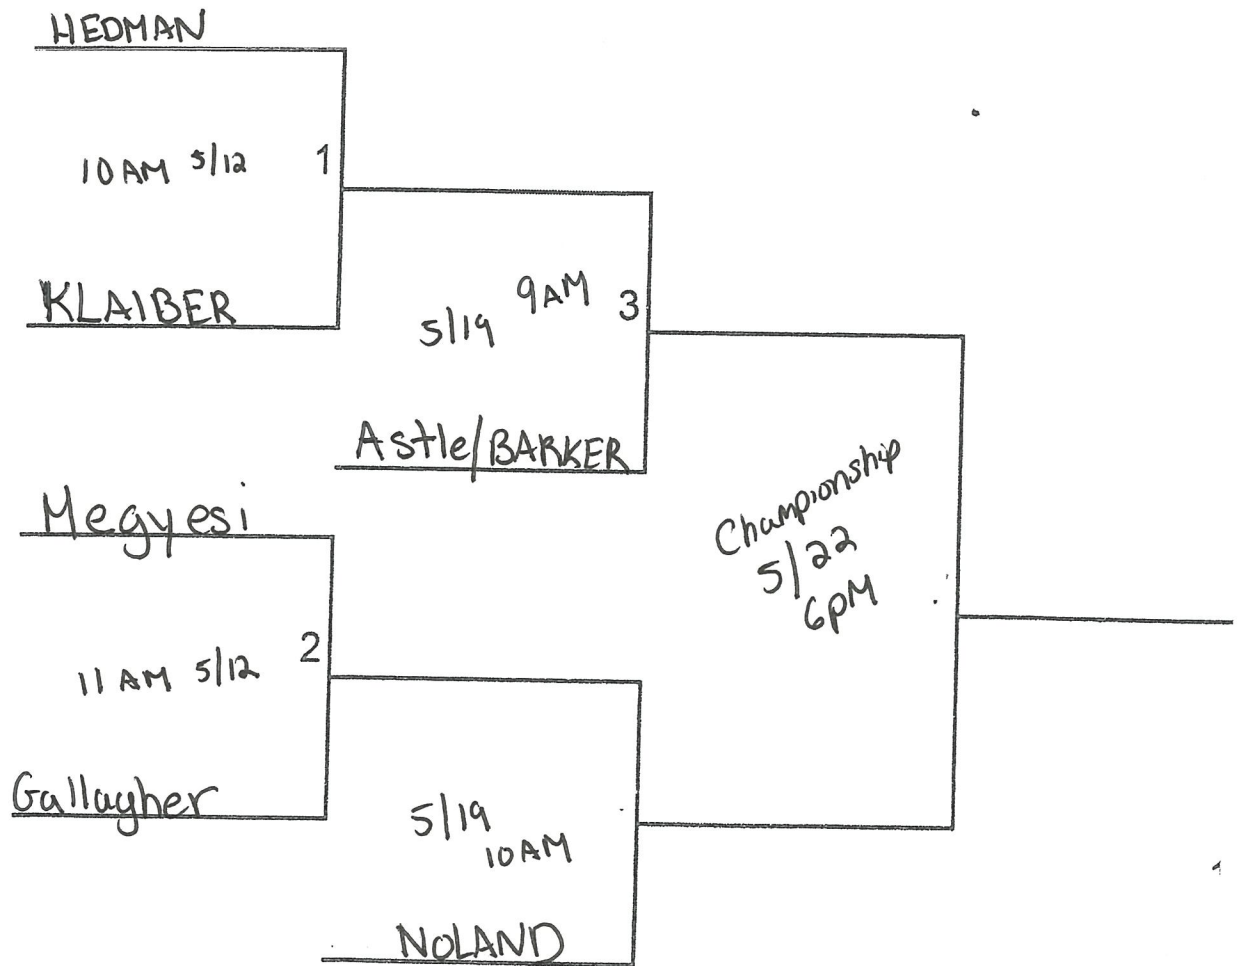 HEDMAN
10 AM 5/12 1
KLAIBER
5/19 9AM 3
Astle/BARKER
Megyesi
Championship
5/22
6PM
11 AM 5/12 2
Gallagher
5/19
10AM
NOLAND